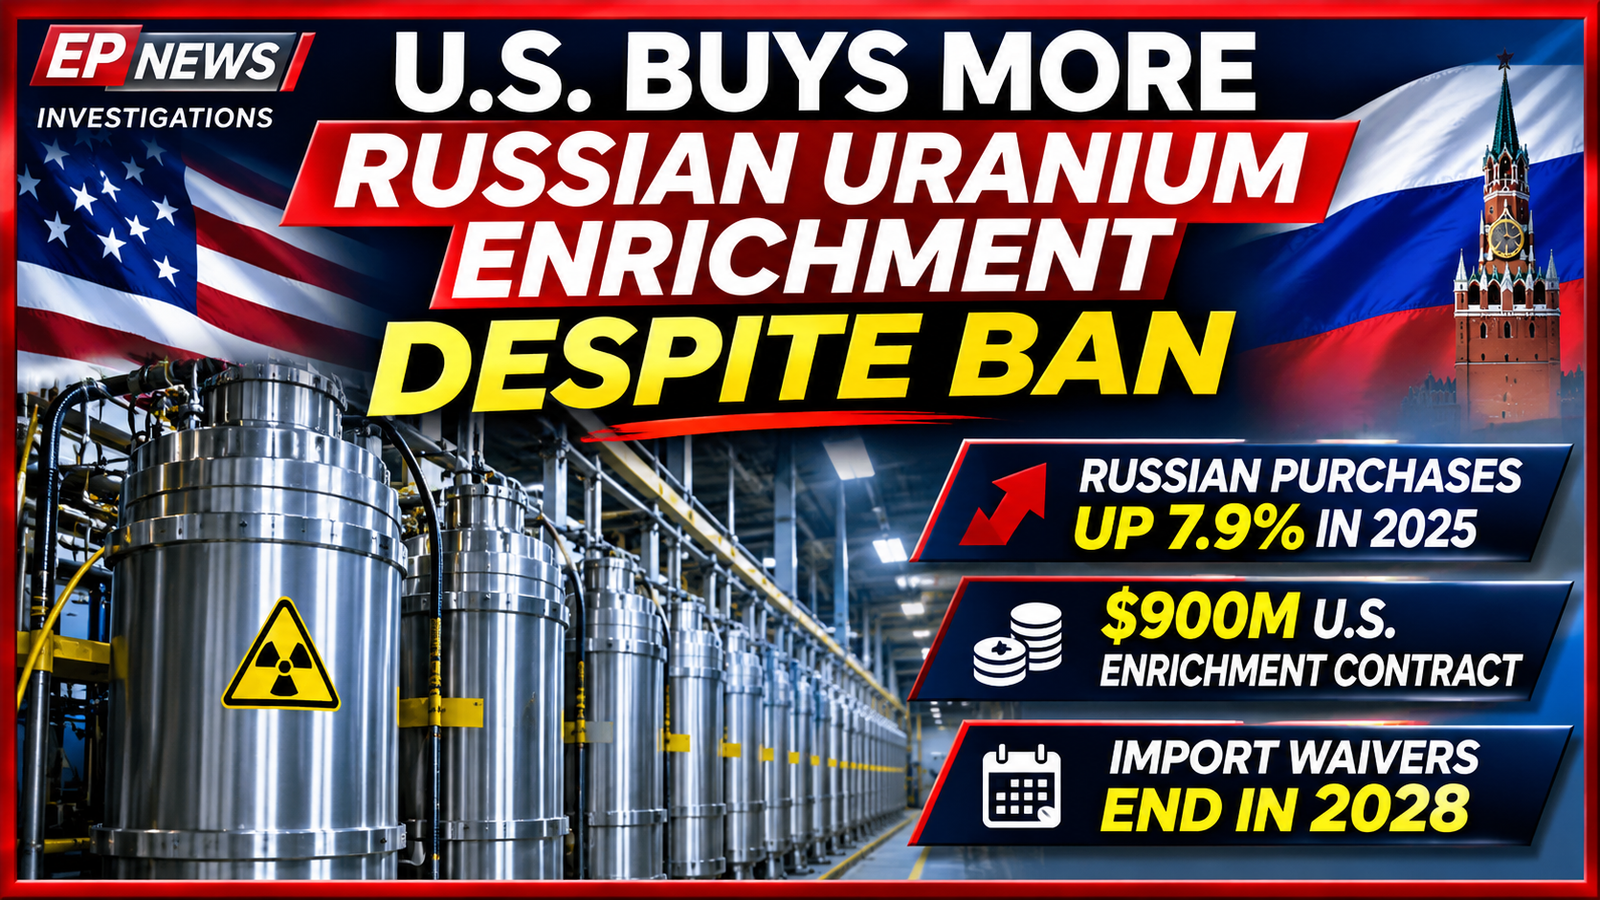 EP NEWS
INVESTIGATIONS
U.S. BUYS MORE
RUSSIAN URANIUM
ENRICHMENT
DESPITE BAN
RUSSIAN PURCHASES
UP 7.9% IN 2025
$900M U.S.
ENRICHMENT CONTRACT
IMPORT WAIVERS
END IN 2028